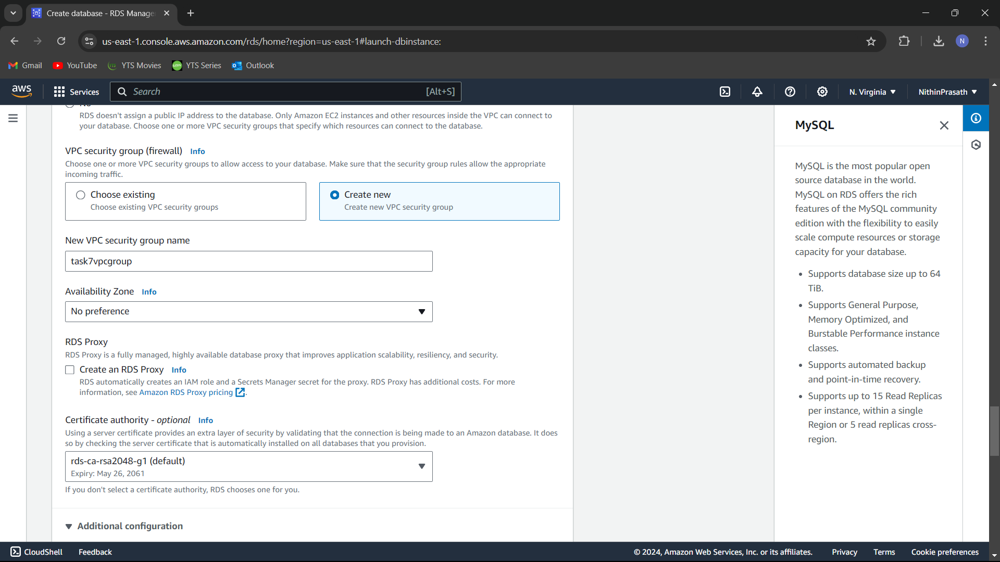 Create database - RDS Manage
us-east-1.console.aws.amazon.com/rds/home?region=us-east-1#launch-dbinstance:
N
Gmail
YouTube
YTS Movies
YTS Series
Outlook
aws
Services
Search
[Alt+S]
N. Virginia
NithinPrasath
No
RDS doesn't assign a public IP address to the database. Only Amazon EC2 instances and other resources inside the VPC can connect to
your database. Choose one or more VPC security groups that specify which resources can connect to the database.
VPC security group (firewall) Info
Choose one or more VPC security groups to allow access to your database. Make sure that the security group rules allow the appropriate
incoming traffic.
Choose existing
Choose existing VPC security groups
Create new
Create new VPC security group
New VPC security group name
task7vpcgroup
Availability Zone Info
No preference
RDS Proxy
RDS Proxy is a fully managed, highly available database proxy that improves application scalability, resiliency, and security.
Create an RDS Proxy Info
RDS automatically creates an IAM role and a Secrets Manager secret for the proxy. RDS Proxy has additional costs. For more
information, see Amazon RDS Proxy pricing.
Certificate authority - optional Info
Using a server certificate provides an extra layer of security by validating that the connection is being made to an Amazon database. It does
so by checking the server certificate that is automatically installed on all databases that you provision.
rds-ca-rsa2048-g1 (default)
Expiry: May 26, 2061
If you don't select a certificate authority, RDS chooses one for you.
Additional configuration
MySQL
MySQL is the most popular open
source database in the world.
MySQL on RDS offers the rich
features of the MySQL community
edition with the flexibility to easily
scale compute resources or storage
capacity for your database.
• Supports database size up to 64
TiB.
• Supports General Purpose,
Memory Optimized, and
Burstable Performance instance
classes.
• Supports automated backup
and point-in-time recovery.
• Supports up to 15 Read Replicas
per instance, within a single
Region or 5 read replicas cross-
region.
CloudShell
Feedback
© 2024, Amazon Web Services, Inc. or its affiliates.
Privacy
Terms
Cookie preferences